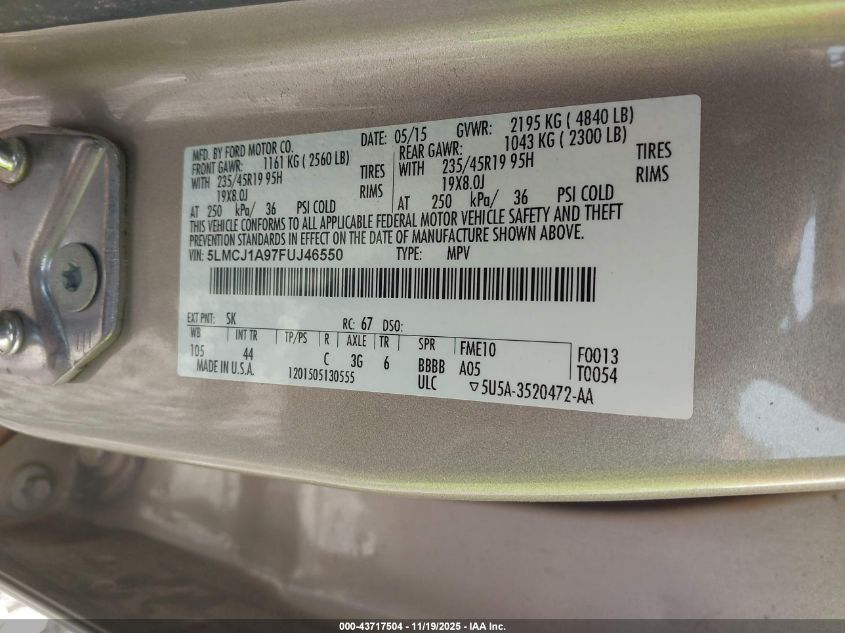 MFD. BY FORD MOTOR CO. DATE: 05/15 GVWR: 2195 KG ( 4840 LB)
FRONT GAWR: 1161 KG ( 2560 LB) REAR GAWR: 1043 KG ( 2300 LB)
WITH 235/45R19 95H TIRES WITH 235/45R19 95H TIRES
19X8.0J RIMS 19X8.0J RIMS
AT 250 kPa/ 36 PSI COLD AT 250 kPa/ 36 PSI COLD
THIS VEHICLE CONFORMS TO ALL APPLICABLE FEDERAL MOTOR VEHICLE SAFETY AND THEFT
PREVENTION STANDARDS IN EFFECT ON THE DATE OF MANUFACTURE SHOWN ABOVE.
VIN: 5LMCJ1A97FUJ46550 TYPE: MPV
EXT PNT: SK RC: 67 DSO:
WB INT TR TP/PS R AXLE TR SPR FME10 F0013
105 44 C 3G 6 BBBB A05 T0054
MADE IN U.S.A. 1201505130555 ULC ▽5U5A-3520472-AA
000-43717504 - 11/19/2025 - IAA Inc.